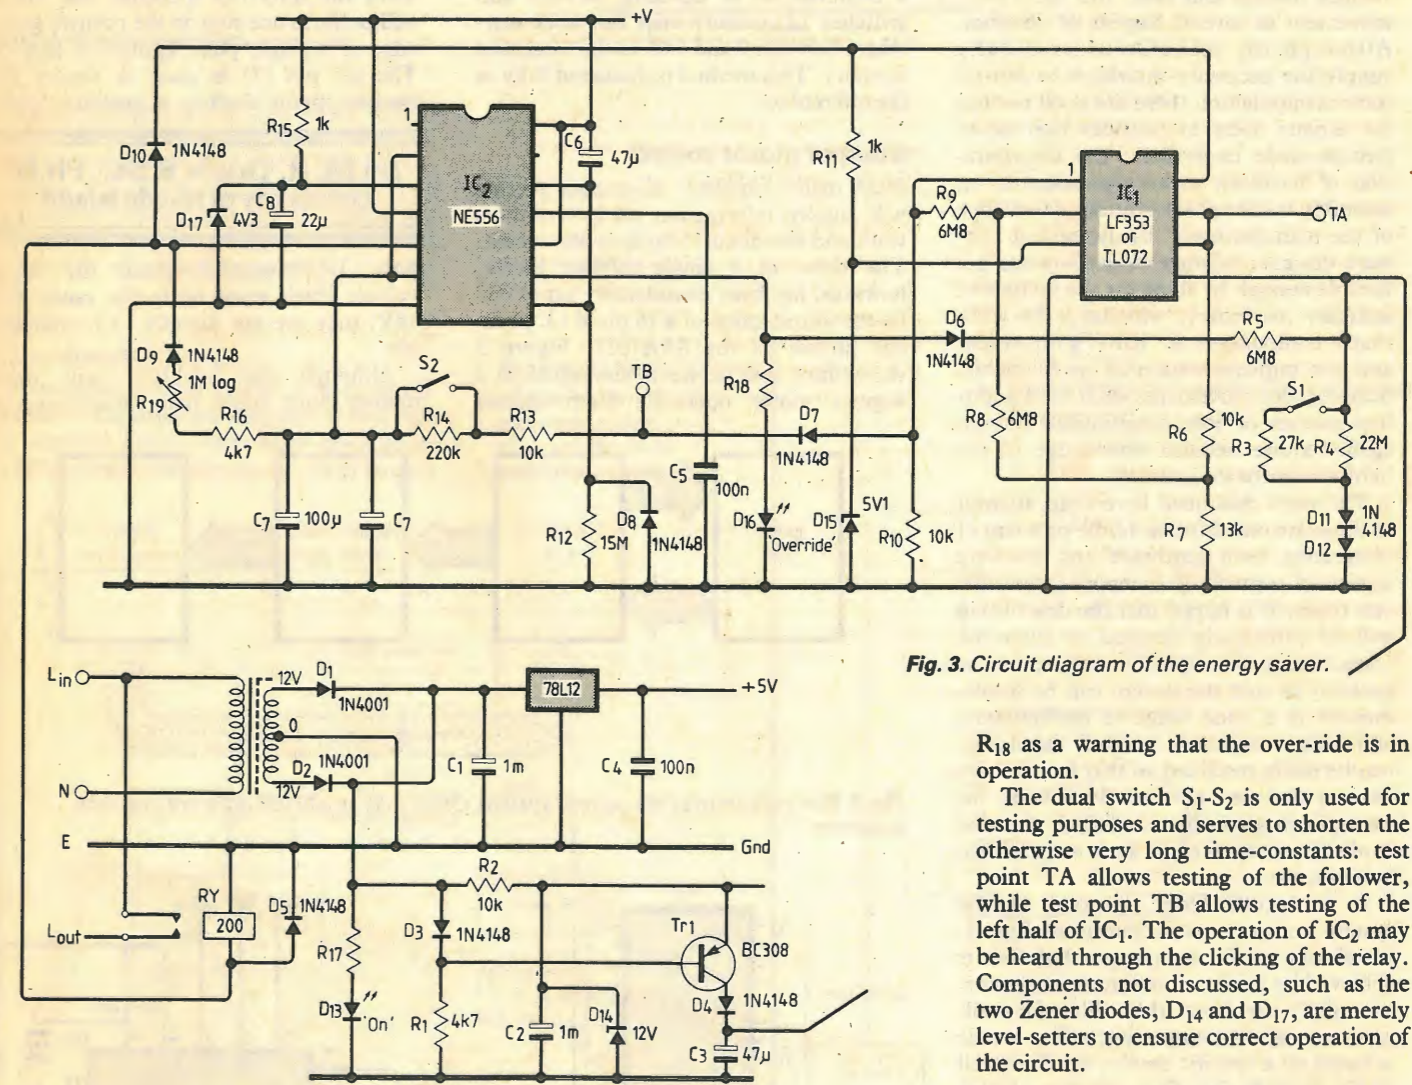 +V
R15
1k
D10
1N4148
C8
D17
4V3
22µ
1
IC2
NE556
C6
47µ
R11
1k
R9
6M8
1
IC1
LF353
or
TL072
TA
D9
1N4148
1M log
R19
R16
4k7
S2
R14
220k
R13
10k
TB
R18
D6
1N4148
R5
6M8
S1
D7
1N4148
R8
6M8
R6
10k
R3
27k
R4
22M
C7
100µ
C7
R12
15M
D8
1N4148
C5
100n
D16
'Override'
D15
5V1
R10
10k
R7
13k
D11
1N
4148
D12
Fig. 3. Circuit diagram of the energy saver.
Lin
12V
D1
1N4001
0
D2
1N4001
12V
N
78L12
+5V
C1
1m
C4
100n
E
Gnd
RY
200
D5
1N4148
Lout
R2
10k
D3
1N4148
R17
D13
'On'
R1
4k7
C2
1m
D14
12V
Tr1
BC308
D4
1N4148
C3
47µ
R18 as a warning that the over-ride is in
operation.
The dual switch S1-S2 is only used for
testing purposes and serves to shorten the
otherwise very long time-constants: test
point TA allows testing of the follower,
while test point TB allows testing of the
left half of IC1. The operation of IC2 may
be heard through the clicking of the relay.
Components not discussed, such as the
two Zener diodes, D14 and D17, are merely
level-setters to ensure correct operation of
the circuit.